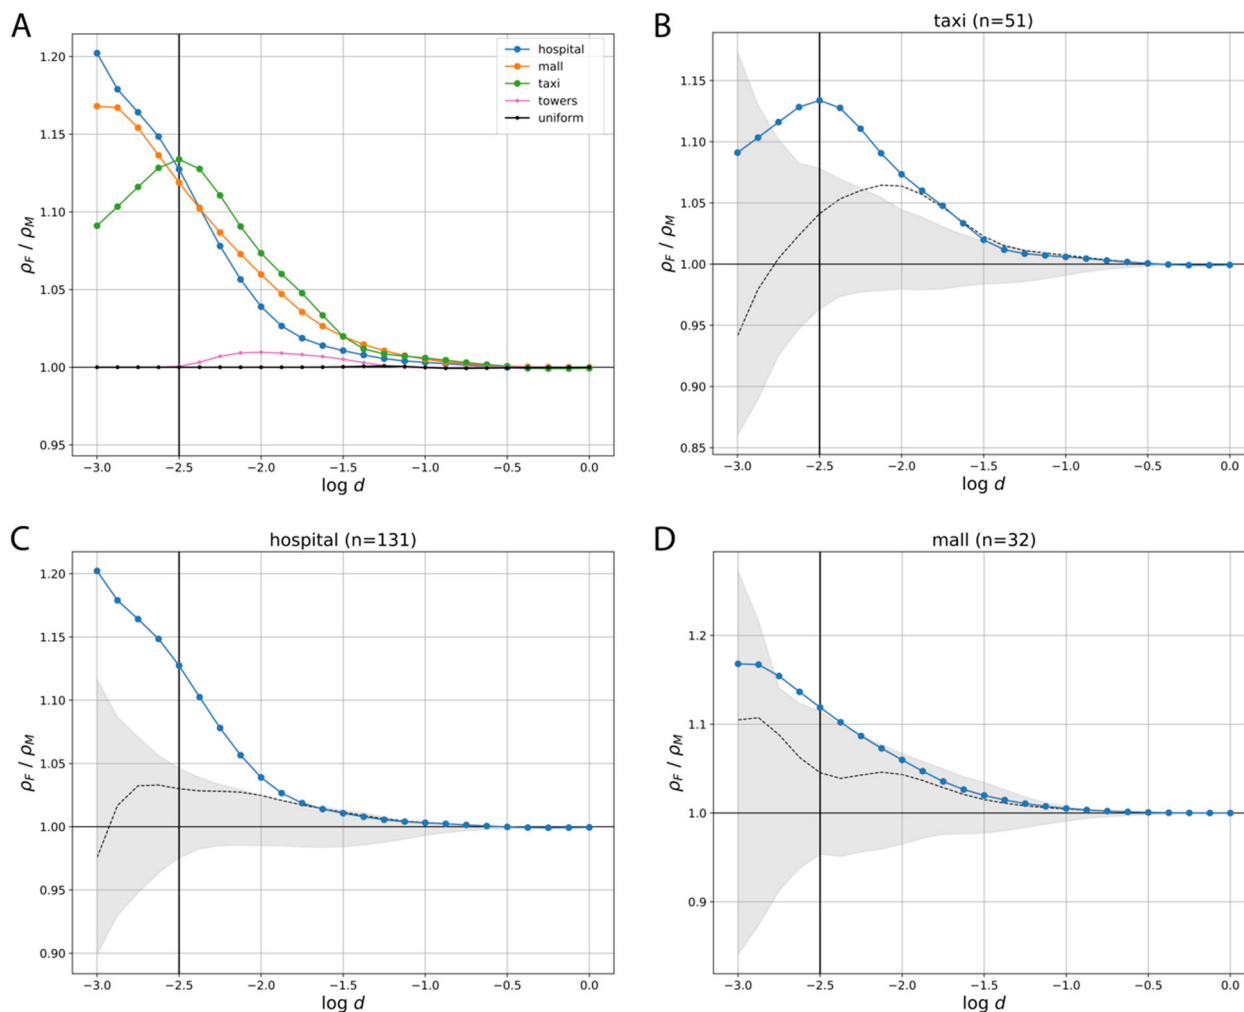 A
1.20
1.15
1.10
1.05
1.00
0.95
ρF / ρM
hospital
mall
taxi
towers
uniform
−3.0 −2.5 −2.0 −1.5 −1.0 −0.5 0.0
log d
B
taxi (n=51)
1.15
1.10
1.05
1.00
0.95
0.90
0.85
ρF / ρM
−3.0 −2.5 −2.0 −1.5 −1.0 −0.5 0.0
log d
C
hospital (n=131)
1.20
1.15
1.10
1.05
1.00
0.95
0.90
ρF / ρM
−3.0 −2.5 −2.0 −1.5 −1.0 −0.5 0.0
log d
D
mall (n=32)
1.2
1.1
1.0
0.9
ρF / ρM
−3.0 −2.5 −2.0 −1.5 −1.0 −0.5 0.0
log d